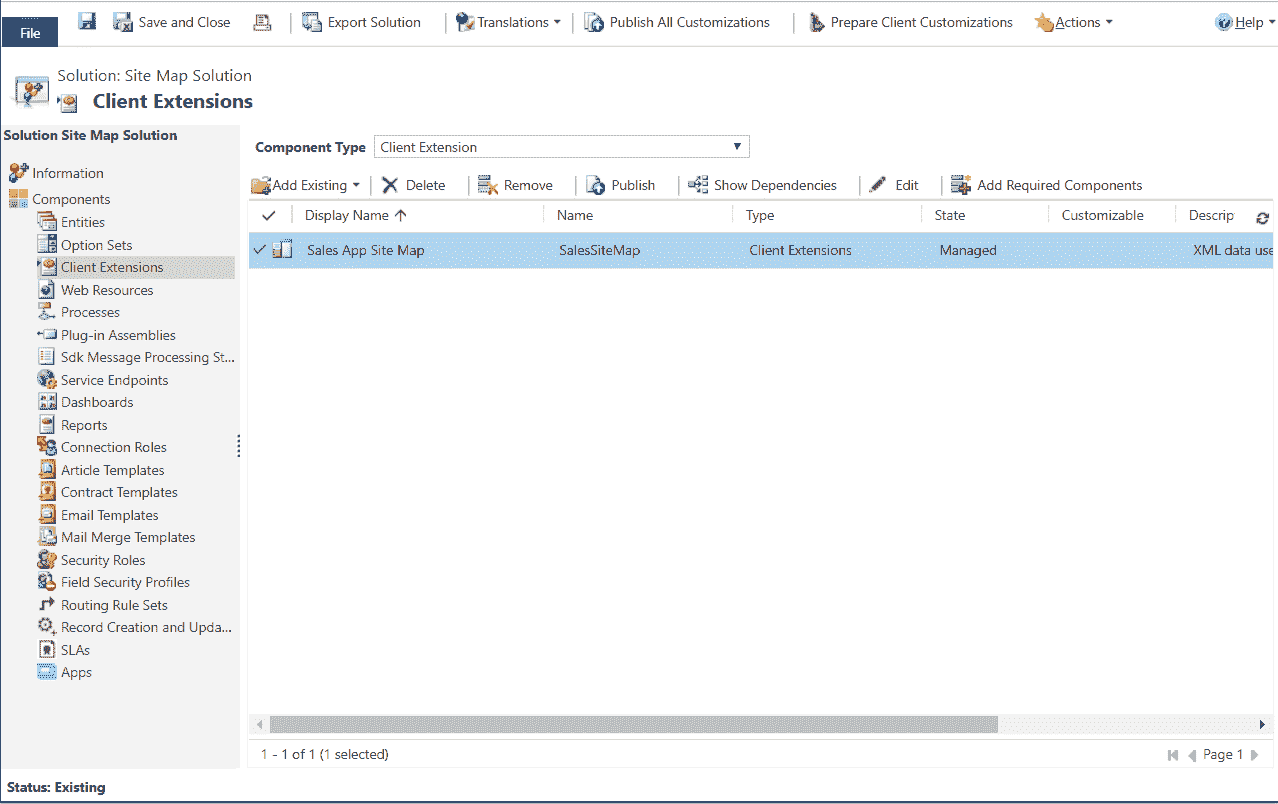 File
Save and Close
Export Solution
Translations
Publish All Customizations
Prepare Client Customizations
Actions
Help
Solution: Site Map Solution
Client Extensions
Solution Site Map Solution
Information
Components
Entities
Option Sets
Client Extensions
Web Resources
Processes
Plug-in Assemblies
Sdk Message Processing St...
Service Endpoints
Dashboards
Reports
Connection Roles
Article Templates
Contract Templates
Email Templates
Mail Merge Templates
Security Roles
Field Security Profiles
Routing Rule Sets
Record Creation and Upda...
SLAs
Apps
Component Type Client Extension
Add Existing Delete Remove Publish Show Dependencies Edit Add Required Components
Display Name Name Type State Customizable Descrip
Sales App Site Map SalesSiteMap Client Extensions Managed XML data use
1 - 1 of 1 (1 selected) Page 1
Status: Existing